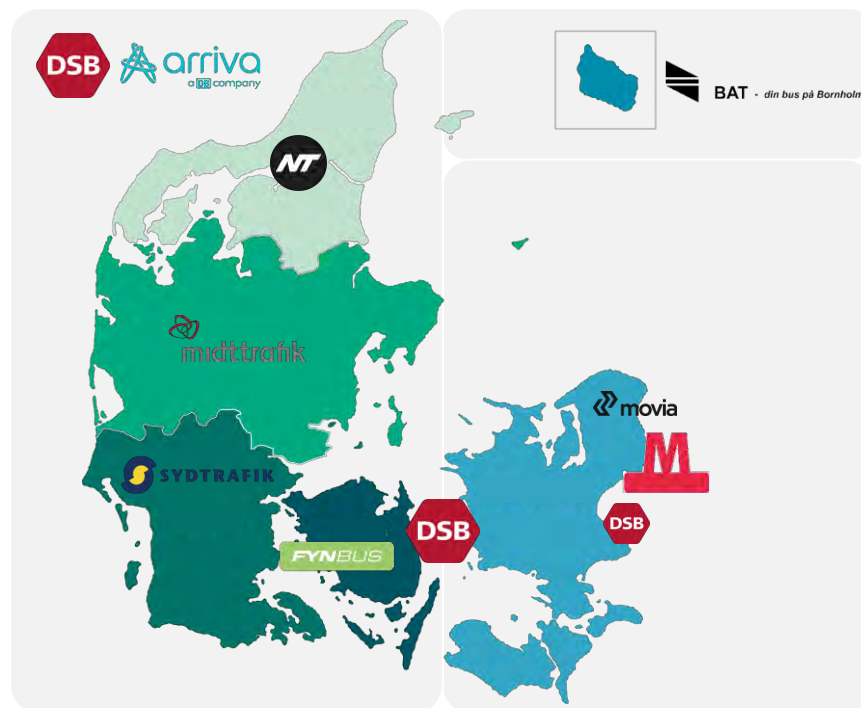 DSB
arriva
a DB company
BAT - din bus på Bornholm
NT
midttrafik
movia
M
SYDTRAFIK
DSB
DSB
FYNBUS